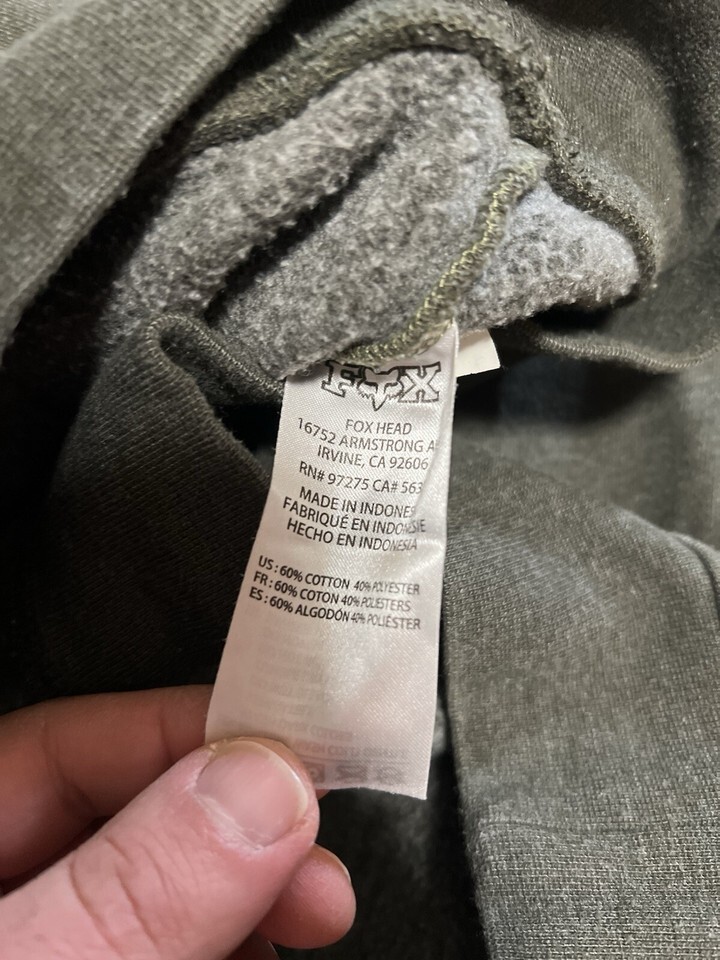 FOX
FOX HEAD
16752 ARMSTRONG A
IRVINE, CA 92606
RN# 97275 CA# 563
MADE IN INDONES
FABRIQUÉ EN INDONESIE
HECHO EN INDONESIA
US : 60% COTTON 40% POLYESTER
FR : 60% COTON 40% POLIESTERS
ES : 60% ALGODÓN 40% POLIÉSTER